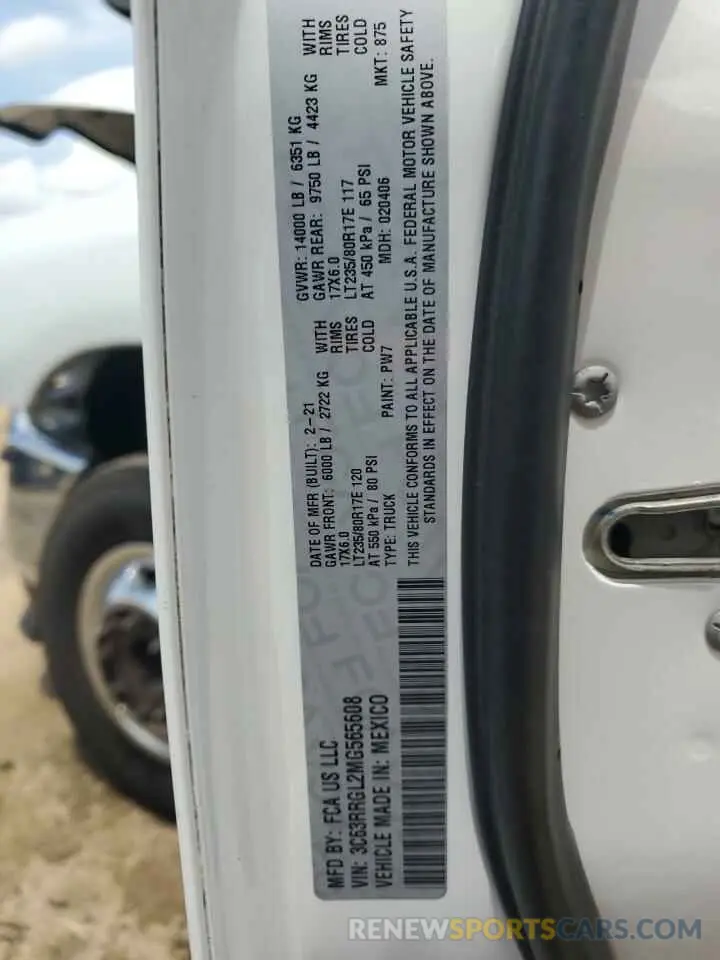 MFD BY: FCA US LLC
VIN: 3C63RRGL2MG565608
VEHICLE MADE IN: MEXICO
DATE OF MFR (BUILT): 2-21
GAWR FRONT: 6000 LB / 2722 KG WITH
17X6.0 RIMS
LT235/80R17E 120 TIRES
AT 550 kPa / 80 PSI COLD
TYPE: TRUCK PAINT: PW7
GVWR: 14000 LB / 6351 KG
GAWR REAR: 9750 LB / 4423 KG WITH
17X6.0 RIMS
LT235/80R17E 117 TIRES
AT 450 kPa / 65 PSI COLD
MDH: 020406 MKT: 875
THIS VEHICLE CONFORMS TO ALL APPLICABLE U.S.A. FEDERAL MOTOR VEHICLE SAFETY
STANDARDS IN EFFECT ON THE DATE OF MANUFACTURE SHOWN ABOVE.
RENEWSPORTSCARS.COM